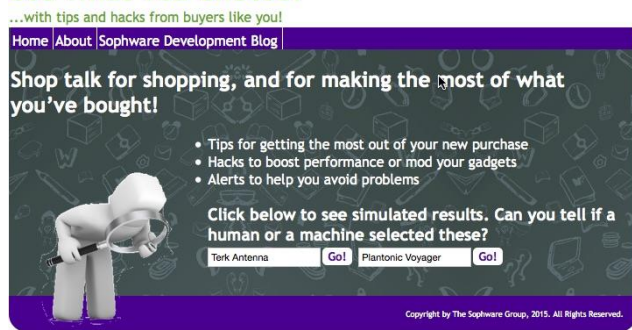 ...with tips and hacks from buyers like you!
Home About Sophware Development Blog
Shop talk for shopping, and for making the most of what
you've bought!
• Tips for getting the most out of your new purchase
• Hacks to boost performance or mod your gadgets
• Alerts to help you avoid problems
Click below to see simulated results. Can you tell if a
human or a machine selected these?
Terk Antenna Go! Plantonic Voyager Go!
Copyright by The Sophware Group, 2015. All Rights Reserved.